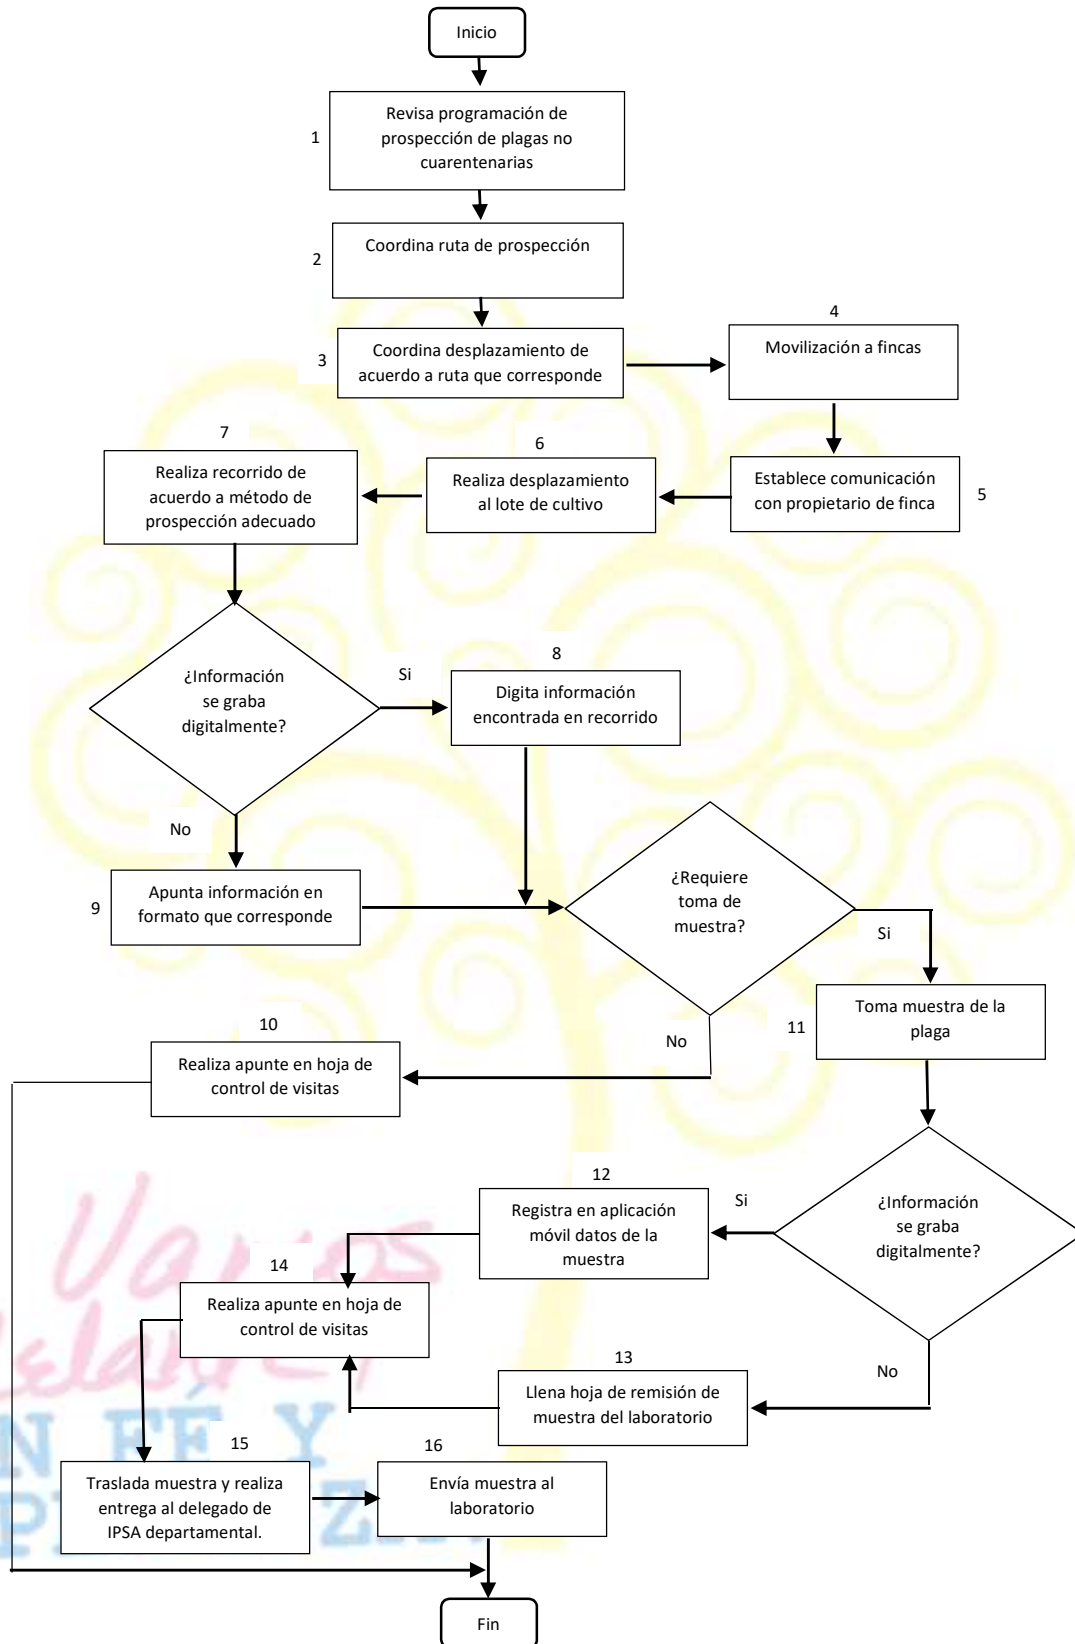 Inicio
1
Revisa programación de
prospección de plagas no
cuarentenarias
2
Coordina ruta de prospección
3
Coordina desplazamiento de
acuerdo a ruta que corresponde
4
Movilización a fincas
5
Establece comunicación
con propietario de finca
6
Realiza desplazamiento
al lote de cultivo
7
Realiza recorrido de
acuerdo a método de
prospección adecuado
¿Información
se graba
digitalmente?
Si
8
Digita información
encontrada en recorrido
No
9
Apunta información en
formato que corresponde
¿Requiere
toma de
muestra?
Si
No
10
Realiza apunte en hoja de
control de visitas
11
Toma muestra de la
plaga
¿Información
se graba
digitalmente?
Si
12
Registra en aplicación
móvil datos de la
muestra
No
13
Llena hoja de remisión de
muestra del laboratorio
14
Realiza apunte en hoja de
control de visitas
15
Traslada muestra y realiza
entrega al delegado de
IPSA departamental.
16
Envía muestra al
laboratorio
Fin
Vamos
N FÉ Y